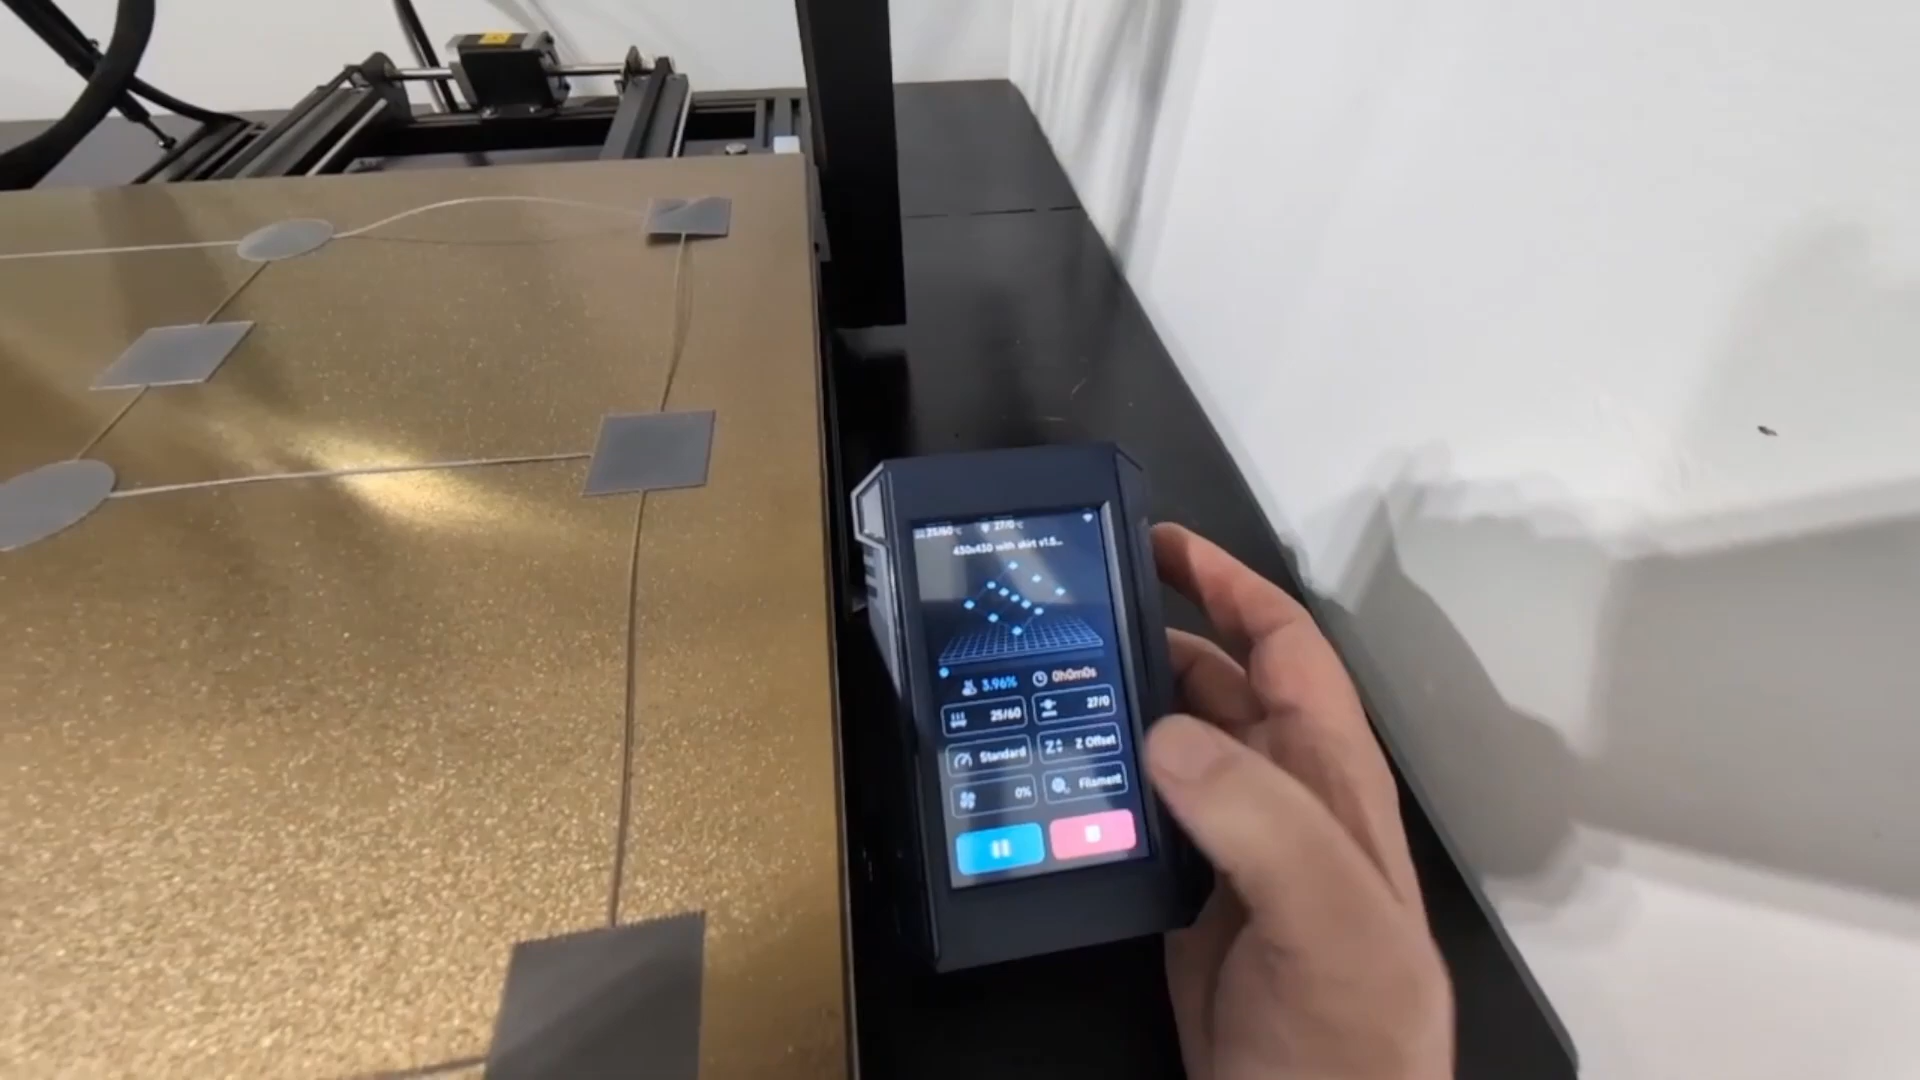 25/60°C 27/0°C
430x430 with skirt v1.5...
3.96% 0h0m0s
25/60 27/0
Standard Z Offset
0% Filament